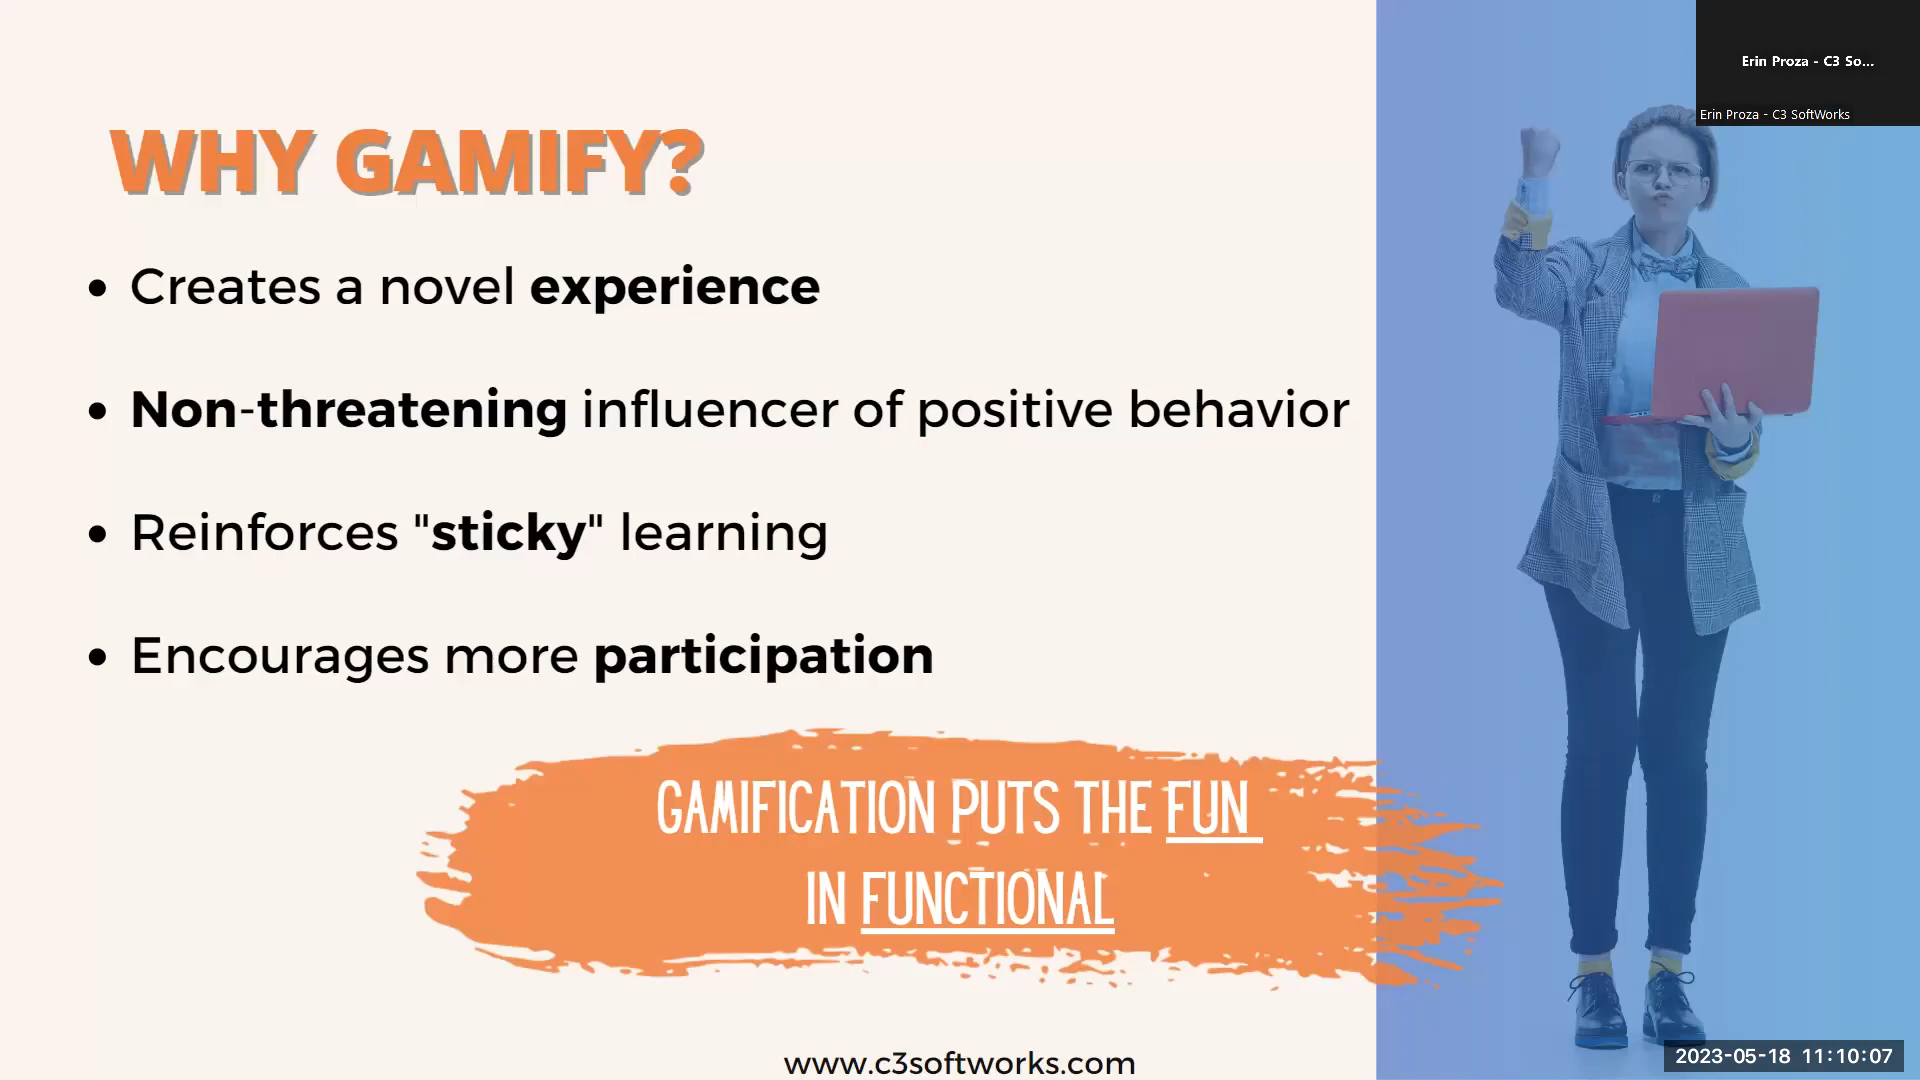 Erin Proza - C3 So...
Erin Proza - C3 SoftWorks
WHY GAMIFY?
• Creates a novel experience
• Non-threatening influencer of positive behavior
• Reinforces "sticky" learning
• Encourages more participation
GAMIFICATION PUTS THE FUN
IN FUNCTIONAL
www.c3softworks.com
2023-05-18 11:10:07